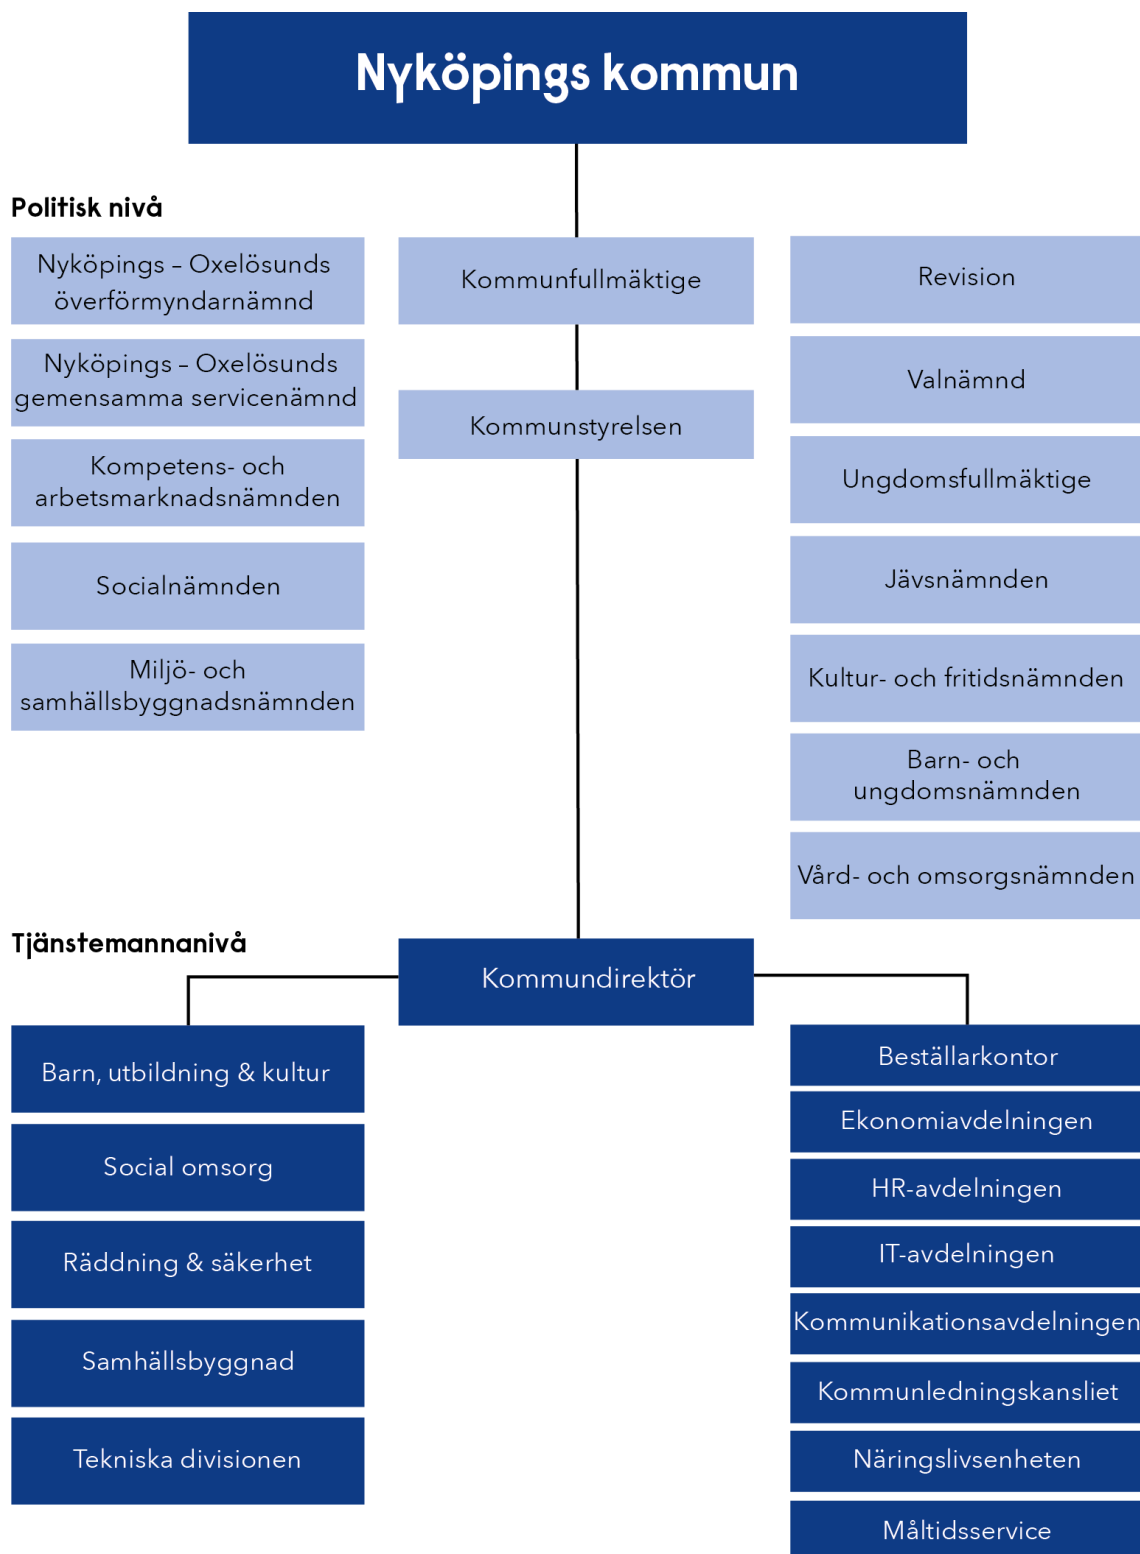 Nyköpings kommun
Politisk nivå
Nyköpings – Oxelösunds
överförmyndarnämnd
Nyköpings – Oxelösunds
gemensamma servicenämnd
Kompetens- och
arbetsmarknadsnämnden
Socialnämnden
Miljö- och
samhällsbyggnadsnämnden
Kommunfullmäktige
Kommunstyrelsen
Revision
Valnämnd
Ungdomsfullmäktige
Jävsnämnden
Kultur- och fritidsnämnden
Barn- och
ungdomsnämnden
Vård- och omsorgsnämnden
Tjänstemannanivå
Kommundirektör
Barn, utbildning & kultur
Social omsorg
Räddning & säkerhet
Samhällsbyggnad
Tekniska divisionen
Beställarkontor
Ekonomiavdelningen
HR-avdelningen
IT-avdelningen
Kommunikationsavdelningen
Kommunledningskansliet
Näringslivsenheten
Måltidsservice